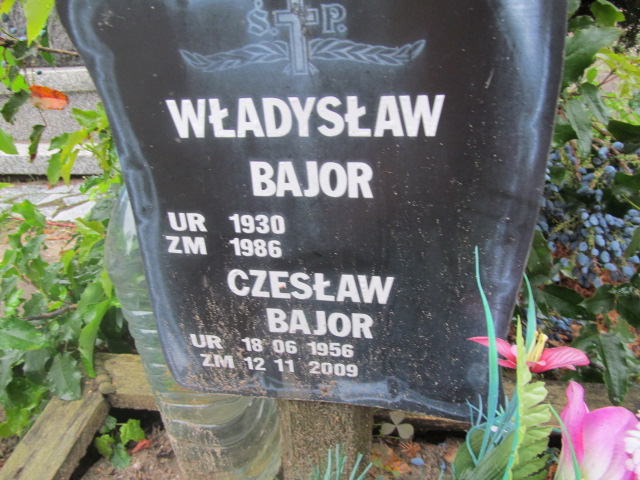 Ś. P.
WŁADYSŁAW
BAJOR
UR 1930
ZM 1986
CZESŁAW
BAJOR
UR 18 06 1956
ZM 12 11 2009